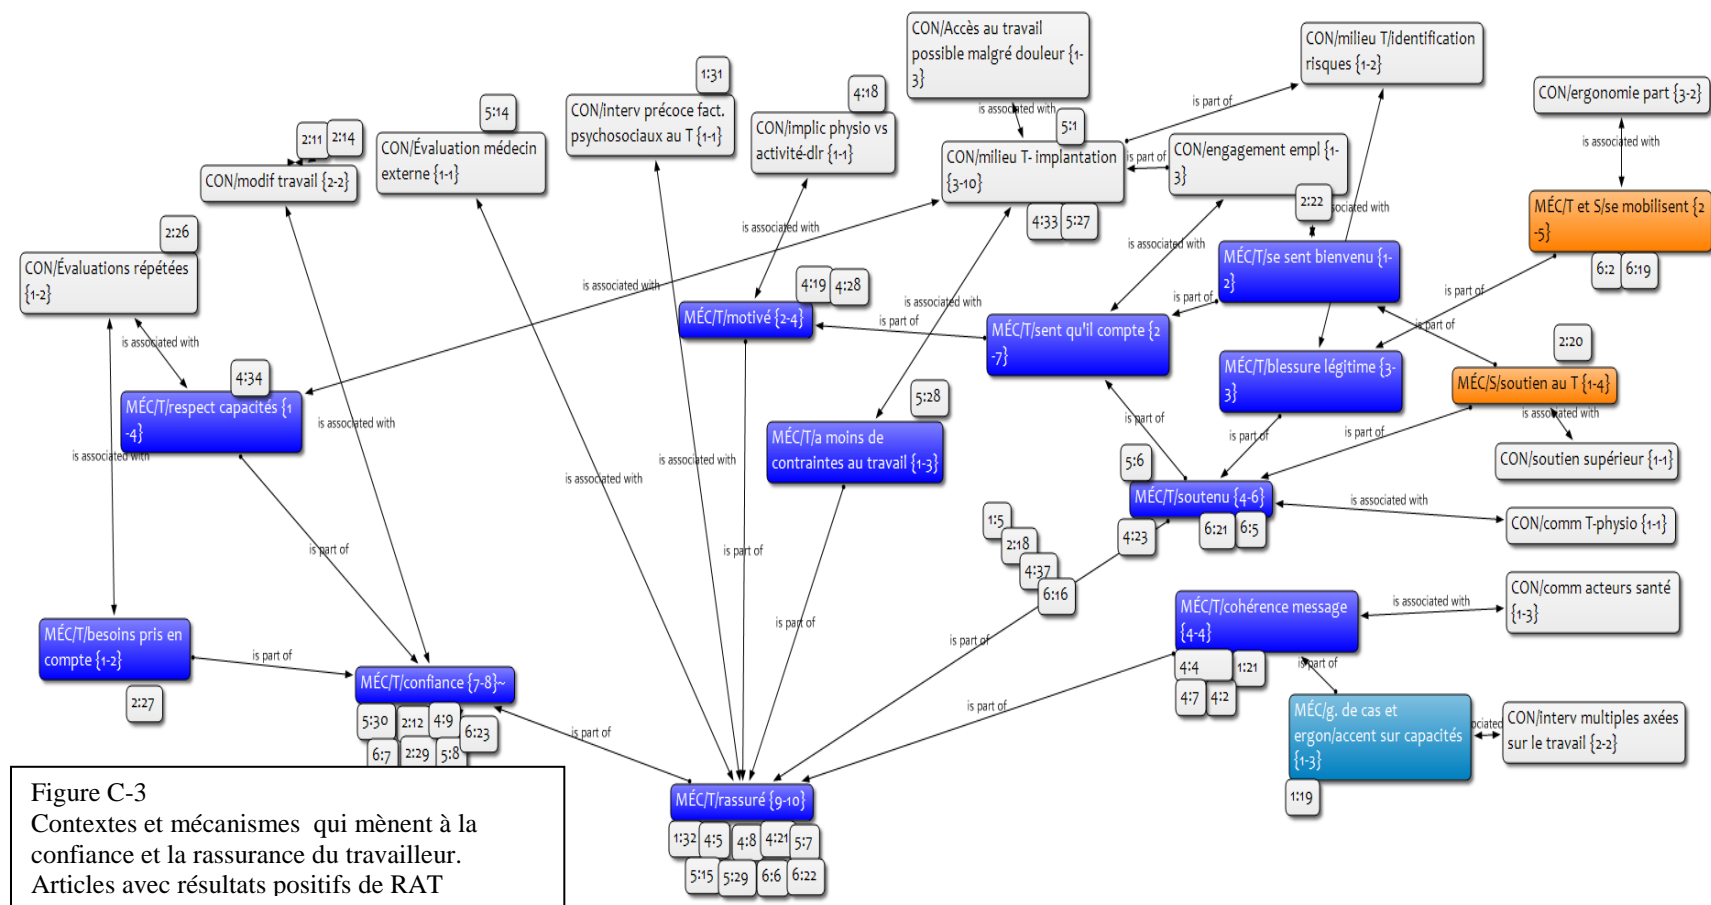 CON/Accès au travail
possible malgré douleur {1-
3}
CON/milieu T/identification
risques {1-2}
is associated with
is part of
1:31
4:18
5:14
CON/ergonomie part {3-2}
CON/interv précoce fact.
psychosociaux au T {1-1}
CON/implic physio vs
activité-dlr {1-1}
5:1
2:11
2:14
CON/Évaluation médecin
externe {1-1}
CON/milieu T- implantation
{3-10}
is part of
CON/engagement empl {1-
3}
is associated with
CON/modif travail {2-2}
2:22
MÉC/T et S/se mobilisent {2
-5}
4:33
5:27
2:26
is associated with
CON/Évaluations répétées
{1-2}
is associated with
MÉC/T/se sent bienvenu {1-
2}
6:2
6:19
is associated with
4:19
4:28
is part of
is part of
MÉC/T/motivé {2-4}
is associated with
MÉC/T/sent qu'il compte {2
-7}
is part of
is part of
is associated with
2:20
4:34
MÉC/T/blessure légitime {3-
3}
MÉC/S/soutien au T {1-4}
MÉC/T/respect capacités {1
-4}
5:28
is associated with
is associated with
is associated with
MÉC/T/a moins de
contraintes au travail {1-3}
is part of
is part of
is associated with
is associated with
is associated with
5:6
CON/soutien supérieur {1-1}
MÉC/T/soutenu {4-6}
is associated with
1:5
2:18
4:23
6:21
6:5
CON/comm T-physio {1-1}
is part of
is part of
4:37
6:16
MÉC/T/cohérence message
{4-4}
is associated with
CON/comm acteurs santé
{1-3}
MÉC/T/besoins pris en
compte {1-2}
is part of
is part of
is part of
4:4
1:21
is part of
MÉC/T/confiance {7-8}~
2:27
4:7
4:2
5:30
2:12
4:9
6:23
6:7
2:29
5:8
is part of
is part of
MÉC/g. de cas et
ergon/accent sur capacités
{1-3}
CON/interv multiples axées
sur le travail {2-2}
1:19
MÉC/T/rassuré {9-10}
1:32
4:5
4:8
4:21
5:7
5:15
5:29
6:6
6:22
Figure C-3
Contextes et mécanismes qui mènent à la
confiance et la rassurance du travailleur.
Articles avec résultats positifs de RAT